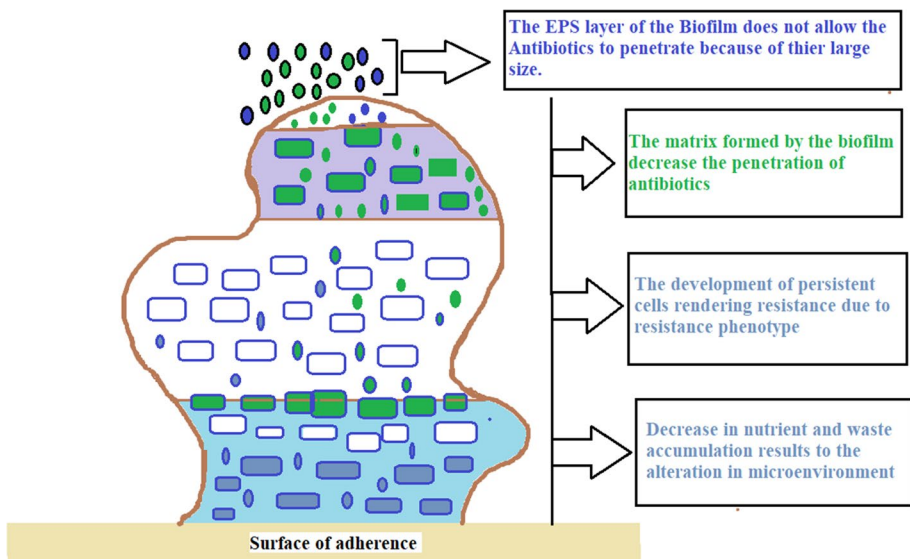 The EPS layer of the Biofilm does not allow the
Antibiotics to penetrate because of thier large
size.
The matrix formed by the biofilm
decrease the penetration of
antibiotics
The development of persistent
cells rendering resistance due to
resistance phenotype
Decrease in nutrient and waste
accumulation results to the
alteration in microenvironment
Surface of adherence